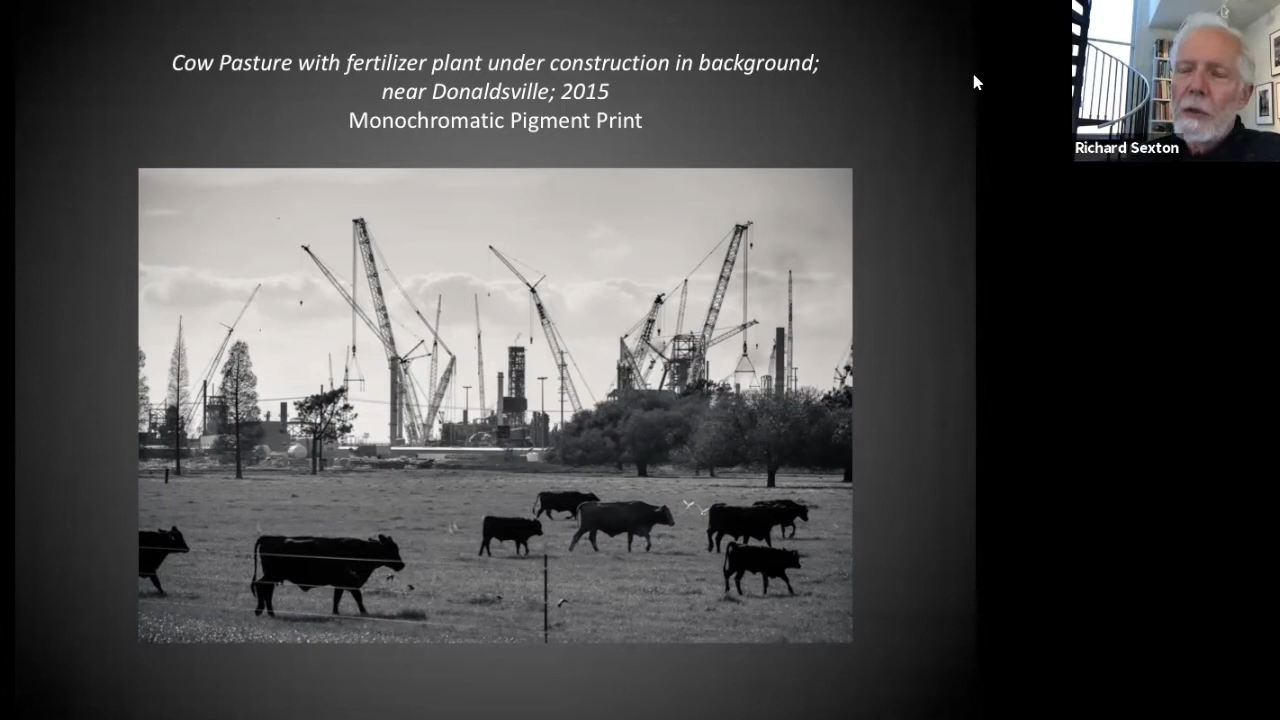 Cow Pasture with fertilizer plant under construction in background;
near Donaldsville; 2015
Monochromatic Pigment Print
Richard Sexton